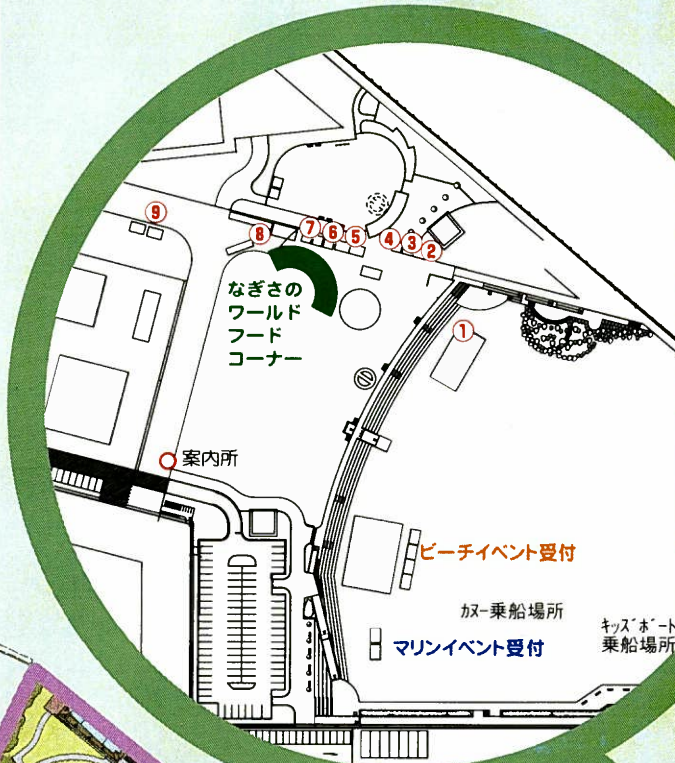 9
8
7
6
5
4
3
2
1
なぎさの
ワールド
フード
コーナー
案内所
ビーチイベント受付
カヌー乗船場所
キッズボート
乗船場所
マリンイベント受付